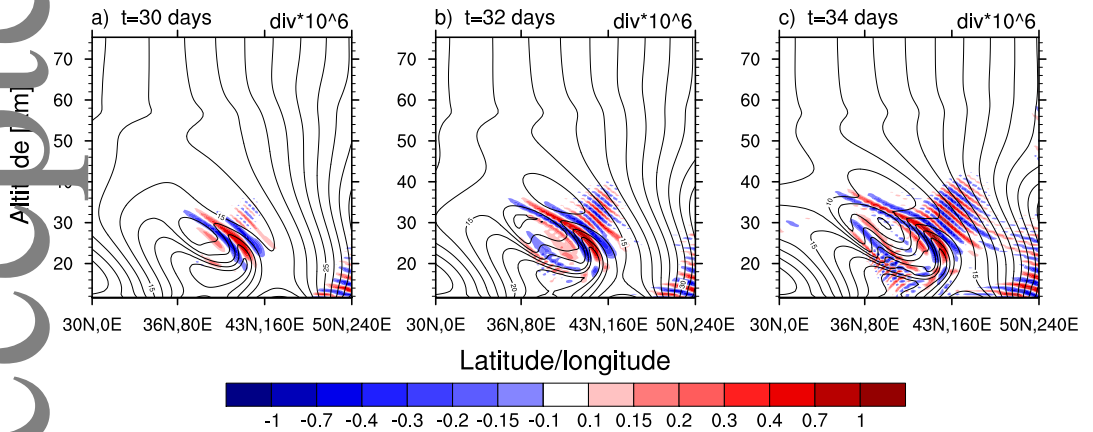 a) t=30 days div*10^6
b) t=32 days div*10^6
c) t=34 days div*10^6
70 70 70
60 60 60
50 50 50
40 40
30 30 30
20 20 20
-15 -15 -25
-15 -15 -20 -30
10 -15 -15
30N,0E 36N,80E 43N,160E 50N,240E
30N,0E 36N,80E 43N,160E 50N,240E
30N,0E 36N,80E 43N,160E 50N,240E
Latitude/longitude
-1 -0.7 -0.4 -0.3 -0.2 -0.15 -0.1 0.1 0.15 0.2 0.3 0.4 0.7 1